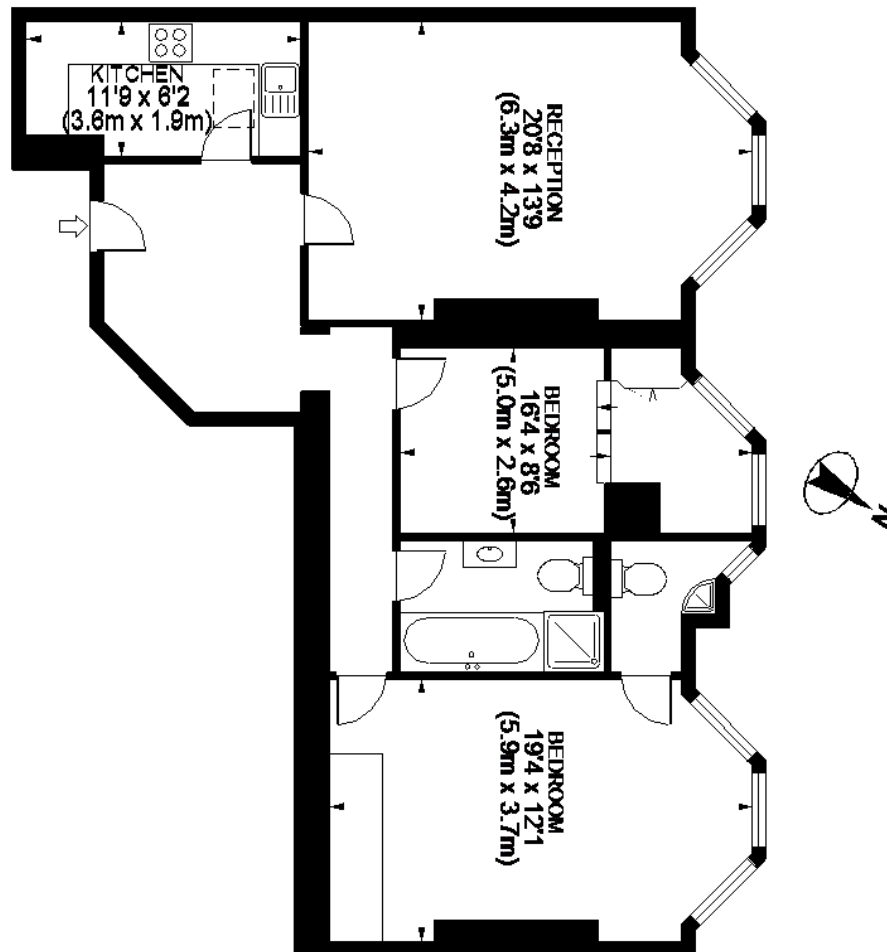 KITCHEN
11'9 x 6'2
(3.6m x 1.9m)
RECEPTION
20'8 x 13'9
(6.3m x 4.2m)
BEDROOM
16'4 x 8'6
(5.0m x 2.6m)
BEDROOM
19'4 x 12'1
(5.9m x 3.7m)
N